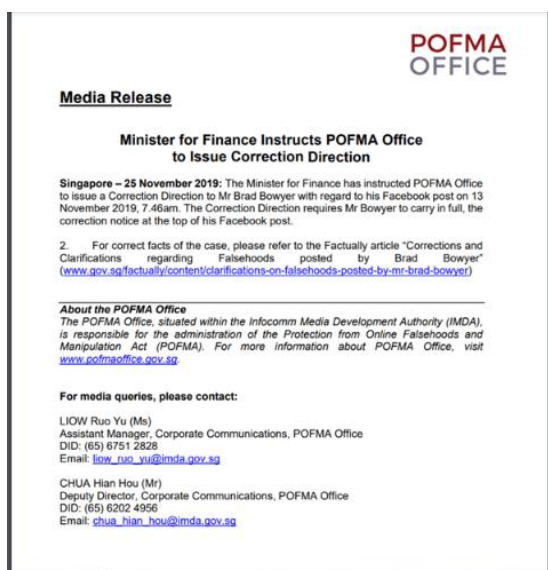 POFMA
OFFICE
Media Release
Minister for Finance Instructs POFMA Office
to Issue Correction Direction
Singapore – 25 November 2019: The Minister for Finance has instructed POFMA Office
to issue a Correction Direction to Mr Brad Bowyer with regard to his Facebook post on 13
November 2019, 7.46am. The Correction Direction requires Mr Bowyer to carry in full, the
correction notice at the top of his Facebook post.
2. For correct facts of the case, please refer to the Factually article "Corrections and
Clarifications regarding Falsehoods posted by Brad Bowyer"
(www.gov.sg/factually/content/clarifications-on-falsehoods-posted-by-mr-brad-bowyer)
About the POFMA Office
The POFMA Office, situated within the Infocomm Media Development Authority (IMDA),
is responsible for the administration of the Protection from Online Falsehoods and
Manipulation Act (POFMA). For more information about POFMA Office, visit
www.pofmaoffice.gov.sg.
For media queries, please contact:
LIOW Ruo Yu (Ms)
Assistant Manager, Corporate Communications, POFMA Office
DID: (65) 6751 2828
Email: liow_ruo_yu@imda.gov.sg
CHUA Hian Hou (Mr)
Deputy Director, Corporate Communications, POFMA Office
DID: (65) 6202 4956
Email: chua_hian_hou@imda.gov.sg